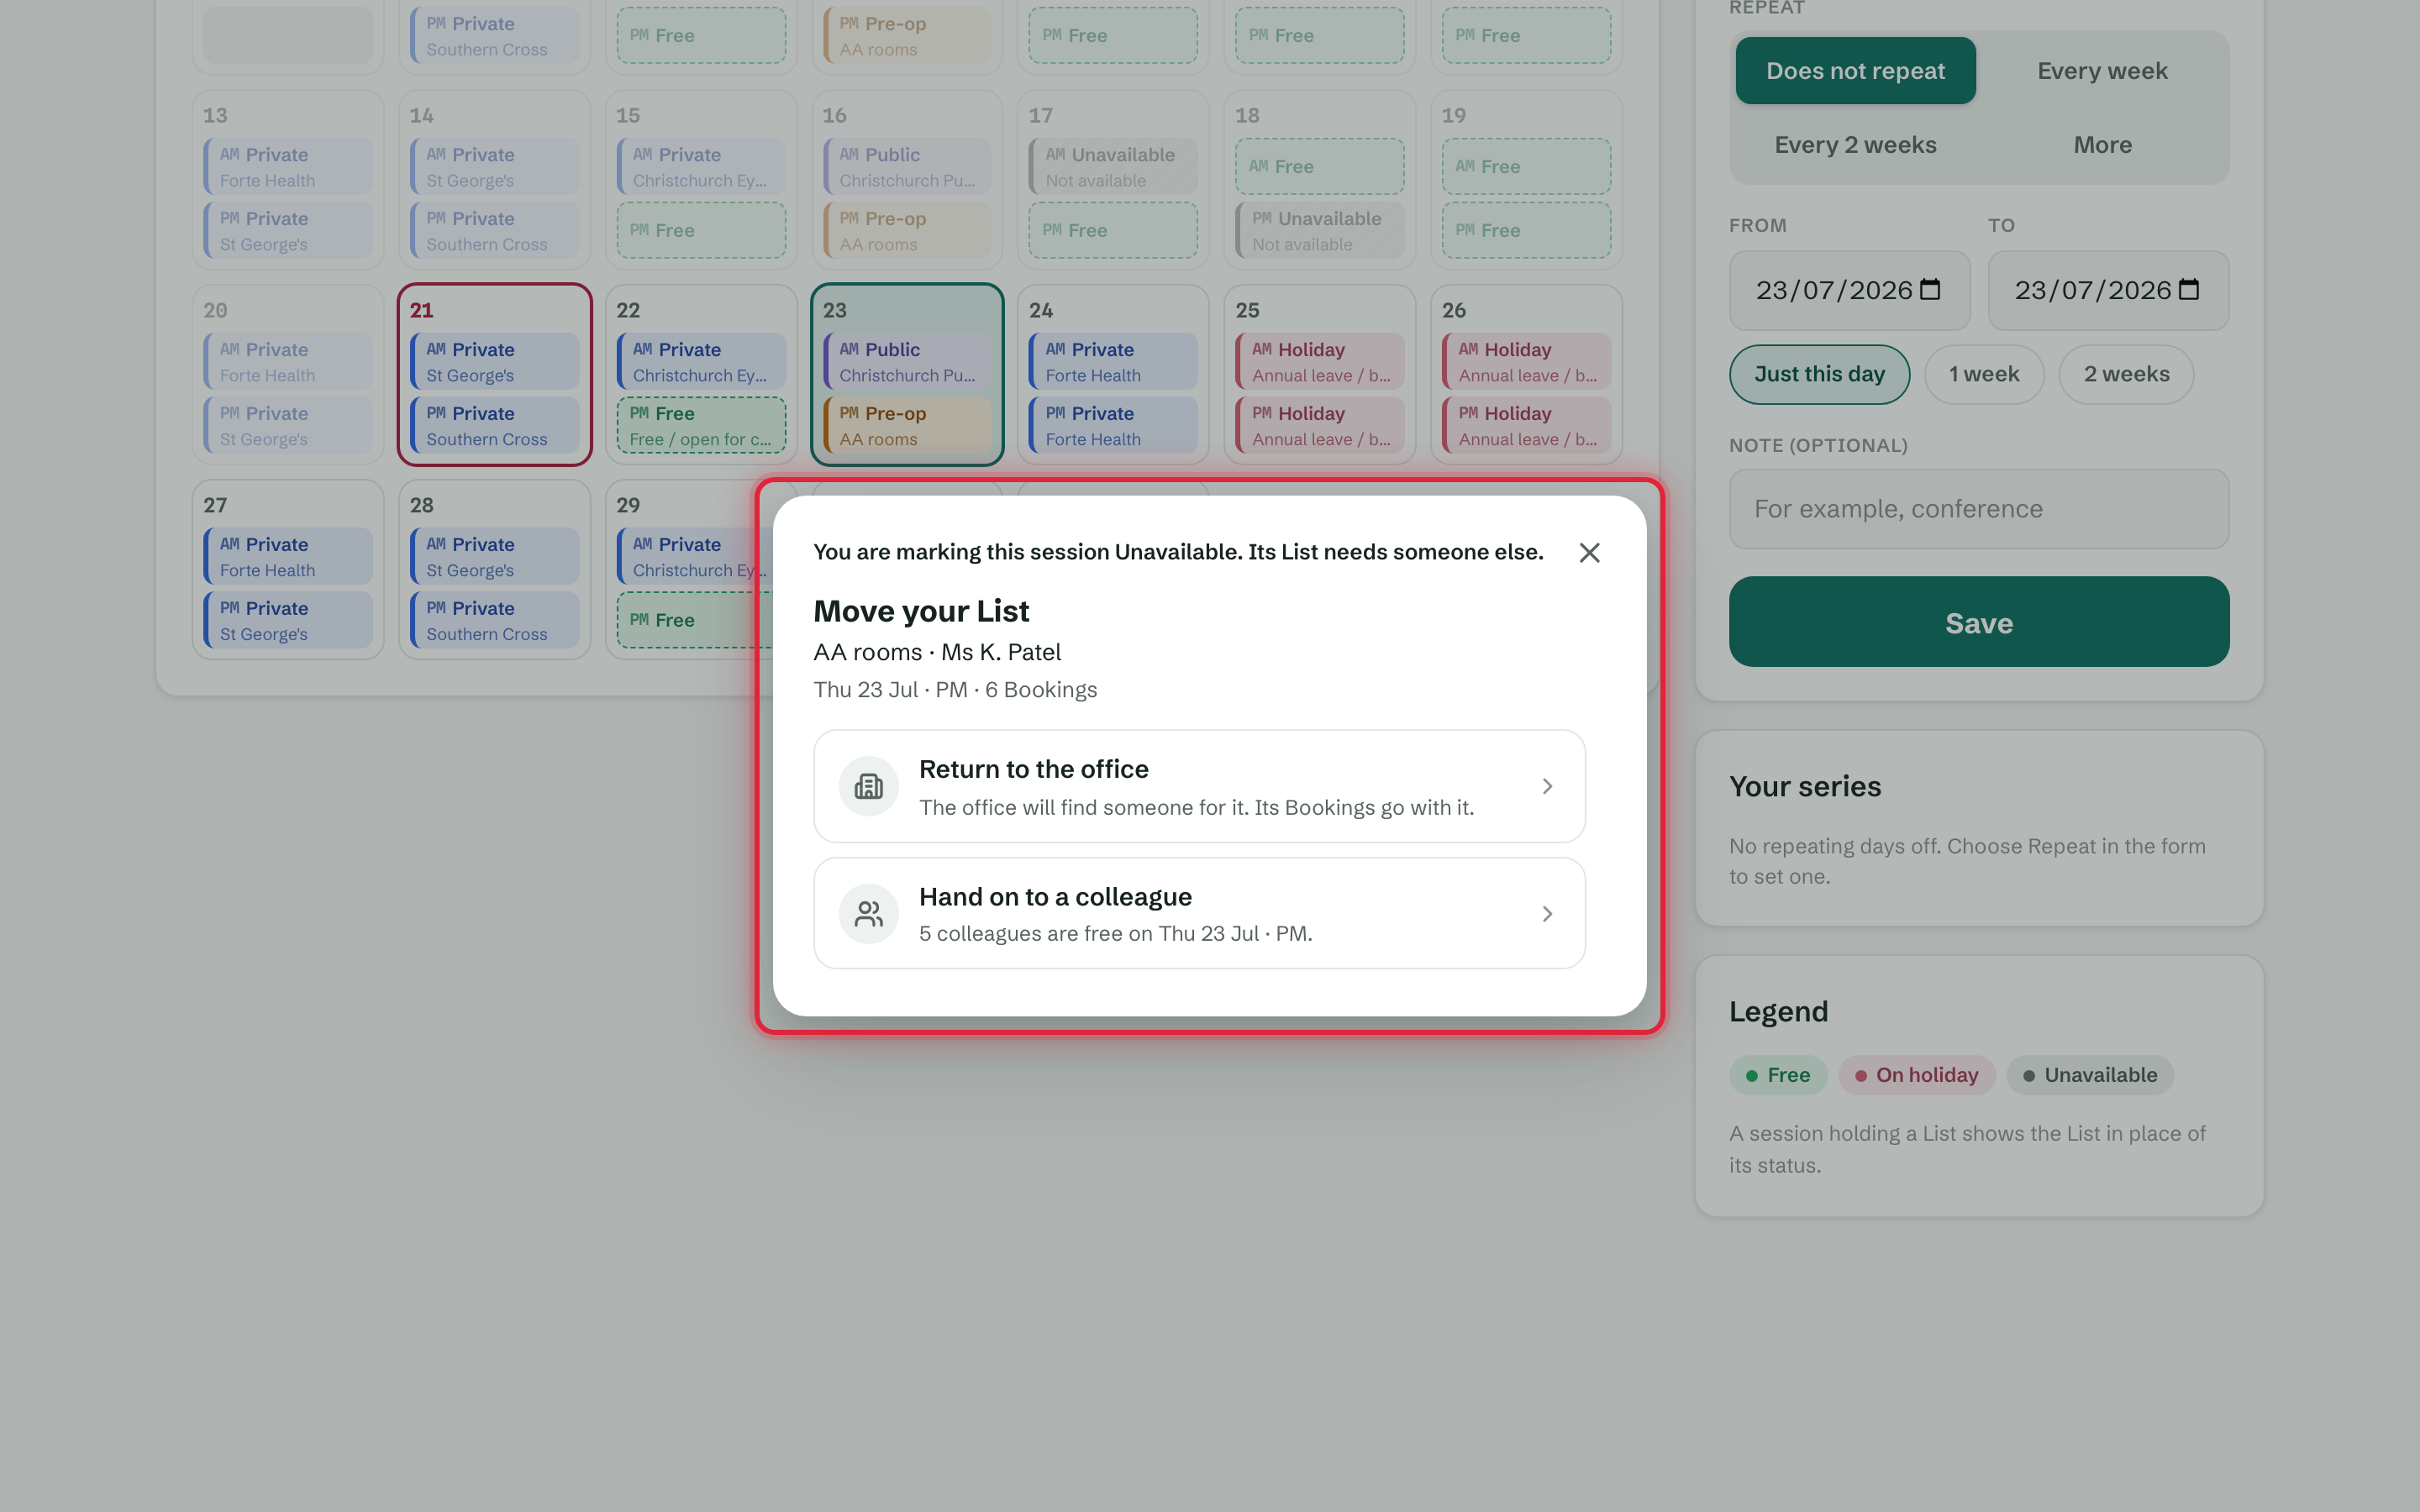 PM Private
Southern Cross
PM Free
PM Pre-op
AA rooms
PM Free
PM Free
PM Free
13
AM Private
Forte Health
PM Private
St George's
14
AM Private
St George's
PM Private
Southern Cross
15
AM Private
Christchurch Ey...
PM Free
16
AM Public
Christchurch Pu...
PM Pre-op
AA rooms
17
AM Unavailable
Not available
PM Free
18
AM Free
PM Unavailable
Not available
19
AM Free
PM Free
20
AM Private
Forte Health
PM Private
St George's
21
AM Private
St George's
PM Private
Southern Cross
22
AM Private
Christchurch Ey...
PM Free
Free / open for c...
23
AM Public
Christchurch Pu...
PM Pre-op
AA rooms
24
AM Private
Forte Health
PM Private
Forte Health
25
AM Holiday
Annual leave / b...
PM Holiday
Annual leave / b...
26
AM Holiday
Annual leave / b...
PM Holiday
Annual leave / b...
27
AM Private
Forte Health
PM Private
St George's
28
AM Private
St George's
PM Private
Southern Cross
29
AM Private
Christchurch Ey...
PM Free
You are marking this session Unavailable. Its List needs someone else.
Move your List
AA rooms · Ms K. Patel
Thu 23 Jul · PM · 6 Bookings
Return to the office
The office will find someone for it. Its Bookings go with it.
Hand on to a colleague
5 colleagues are free on Thu 23 Jul · PM.
REPEAT
Does not repeat
Every week
Every 2 weeks
More
FROM
TO
23/07/2026
23/07/2026
Just this day
1 week
2 weeks
NOTE (OPTIONAL)
For example, conference
Save
Your series
No repeating days off. Choose Repeat in the form
to set one.
Legend
Free
On holiday
Unavailable
A session holding a List shows the List in place of
its status.